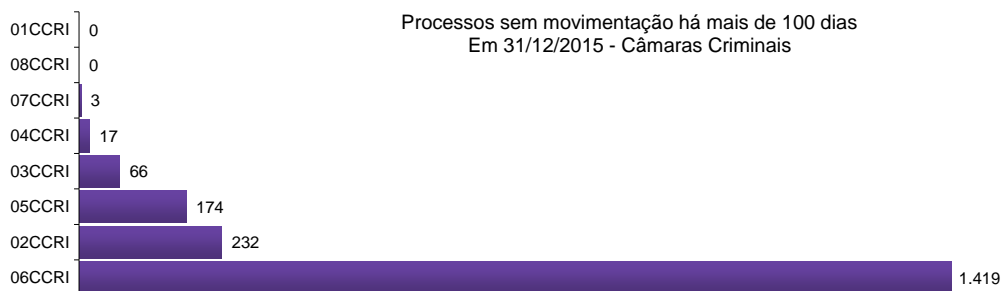 Processos sem movimentação há mais de 100 dias
Em 31/12/2015 - Câmaras Criminais
01CCRI 0
08CCRI 0
07CCRI 3
04CCRI 17
03CCRI 66
05CCRI 174
02CCRI 232
06CCRI 1.419